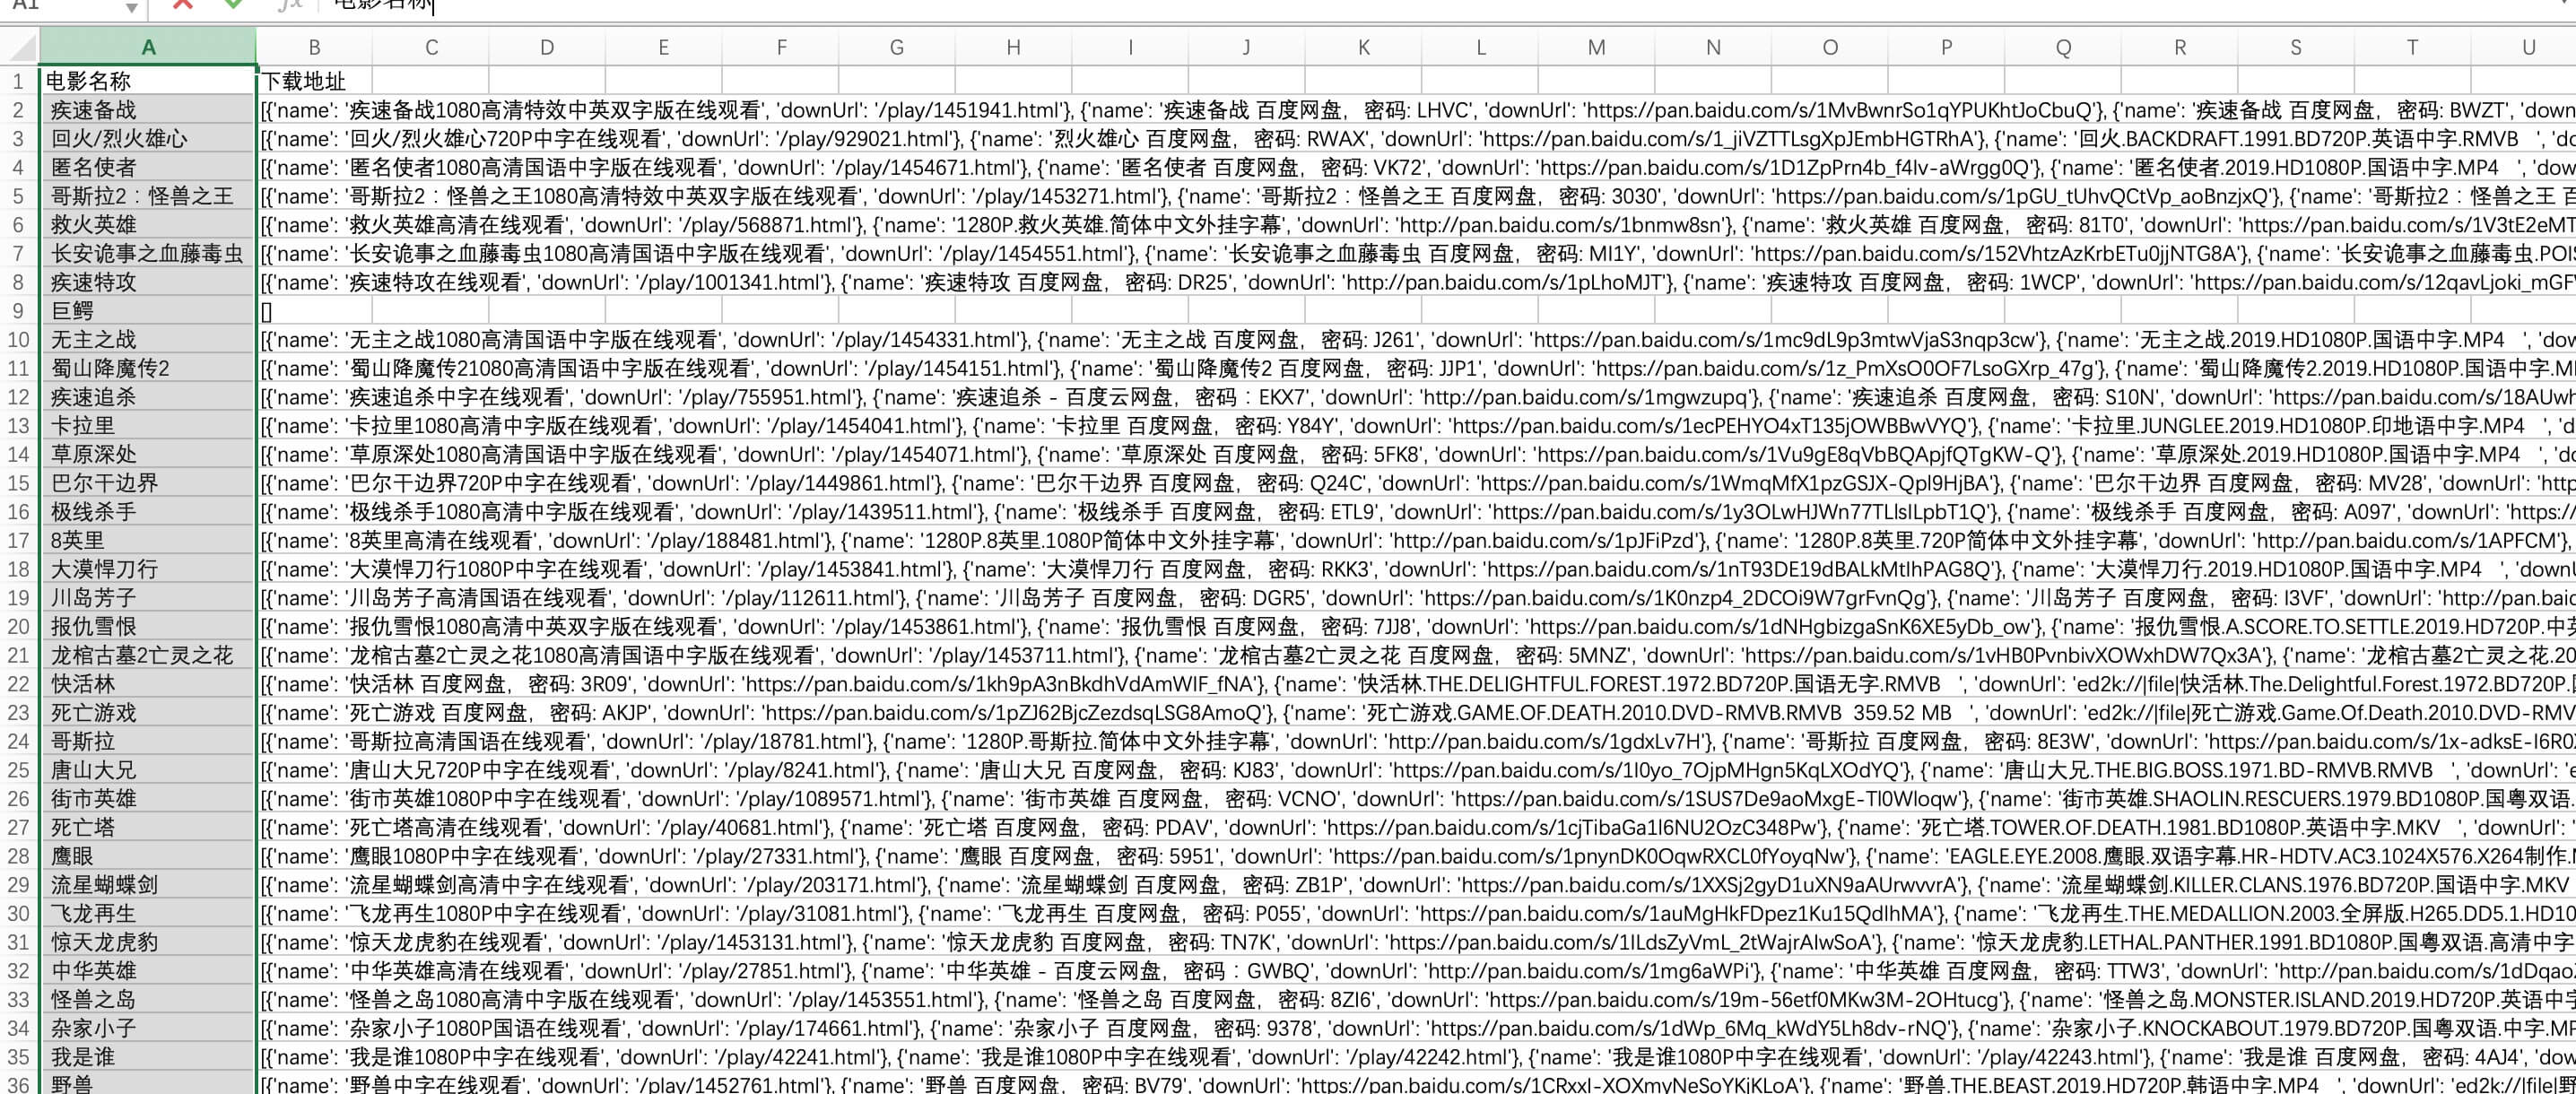 A1 fx 电影名称
A B C D E F G H I J K L M N O P Q R S T U
1 电影名称 下载地址
2 疾速备战 [{'name': '疾速备战1080高清特效中英双字版在线观看', 'downUrl': '/play/1451941.html'}, {'name': '疾速备战 百度网盘, 密码: LHVC', 'downUrl': 'https://pan.baidu.com/s/1MvBwnrSo1qYPUKhtJoCbuQ'}, {'name': '疾速备战 百度网盘, 密码: BWZT', 'down
3 回火/烈火雄心 [{'name': '回火/烈火雄心720P中字在线观看', 'downUrl': '/play/929021.html'}, {'name': '烈火雄心 百度网盘, 密码: RWAX', 'downUrl': 'https://pan.baidu.com/s/1_jiVZTTLsgXpJEmbHGTRhA'}, {'name': '回火.BACKDRAFT.1991.BD720P.英语中字.RMVB ', 'dc
4 匿名使者 [{'name': '匿名使者1080高清国语中字版在线观看', 'downUrl': '/play/1454671.html'}, {'name': '匿名使者 百度网盘, 密码: VK72', 'downUrl': 'https://pan.baidu.com/s/1D1ZpPrn4b_f4lv-aWrgg0Q'}, {'name': '匿名使者.2019.HD1080P.国语中字.MP4 ', 'dow
5 哥斯拉2：怪兽之王 [{'name': '哥斯拉2：怪兽之王1080高清特效中英双字版在线观看', 'downUrl': '/play/1453271.html'}, {'name': '哥斯拉2：怪兽之王 百度网盘, 密码: 3030', 'downUrl': 'https://pan.baidu.com/s/1pGU_tUhvQCtVp_aoBnzjxQ'}, {'name': '哥斯拉2：怪兽之王 百
6 救火英雄 [{'name': '救火英雄高清在线观看', 'downUrl': '/play/568871.html'}, {'name': '1280P.救火英雄.简体中文外挂字幕', 'downUrl': 'http://pan.baidu.com/s/1bnmw8sn'}, {'name': '救火英雄 百度网盘, 密码: 81T0', 'downUrl': 'https://pan.baidu.com/s/1V3tE2eMT
7 长安诡事之血藤毒虫 [{'name': '长安诡事之血藤毒虫1080高清国语中字版在线观看', 'downUrl': '/play/1454551.html'}, {'name': '长安诡事之血藤毒虫 百度网盘, 密码: MI1Y', 'downUrl': 'https://pan.baidu.com/s/152VhtzAzKrbETu0jjNTG8A'}, {'name': '长安诡事之血藤毒虫.POIS
8 疾速特攻 [{'name': '疾速特攻在线观看', 'downUrl': '/play/1001341.html'}, {'name': '疾速特攻 百度网盘, 密码: DR25', 'downUrl': 'http://pan.baidu.com/s/1pLhoMJT'}, {'name': '疾速特攻 百度网盘, 密码: 1WCP', 'downUrl': 'https://pan.baidu.com/s/12qavLjoki_mGF
9 巨鳄 []
10 无主之战 [{'name': '无主之战1080高清国语中字版在线观看', 'downUrl': '/play/1454331.html'}, {'name': '无主之战 百度网盘, 密码: J261', 'downUrl': 'https://pan.baidu.com/s/1mc9dL9p3mtwVjaS3nqp3cw'}, {'name': '无主之战.2019.HD1080P.国语中字.MP4 ', 'dow
11 蜀山降魔传2 [{'name': '蜀山降魔传21080高清国语中字版在线观看', 'downUrl': '/play/1454151.html'}, {'name': '蜀山降魔传2 百度网盘, 密码: JJP1', 'downUrl': 'https://pan.baidu.com/s/1z_PmXsO0OF7LsoGXrp_47g'}, {'name': '蜀山降魔传2.2019.HD1080P.国语中字.M
12 疾速追杀 [{'name': '疾速追杀中字在线观看', 'downUrl': '/play/755951.html'}, {'name': '疾速追杀 - 百度云网盘, 密码：EKX7', 'downUrl': 'http://pan.baidu.com/s/1mgwzupq'}, {'name': '疾速追杀 百度网盘, 密码: S10N', 'downUrl': 'https://pan.baidu.com/s/18AUwh
13 卡拉里 [{'name': '卡拉里1080高清中字版在线观看', 'downUrl': '/play/1454041.html'}, {'name': '卡拉里 百度网盘, 密码: Y84Y', 'downUrl': 'https://pan.baidu.com/s/1ecPEHYO4xT135jOWBBwVYQ'}, {'name': '卡拉里.JUNGLEE.2019.HD1080P.印地语中字.MP4 ', 'd
14 草原深处 [{'name': '草原深处1080高清国语中字版在线观看', 'downUrl': '/play/1454071.html'}, {'name': '草原深处 百度网盘, 密码: 5FK8', 'downUrl': 'https://pan.baidu.com/s/1Vu9gE8qVbBQApjfQTgKW-Q'}, {'name': '草原深处.2019.HD1080P.国语中字.MP4 ', 'dc
15 巴尔干边界 [{'name': '巴尔干边界720P中字在线观看', 'downUrl': '/play/1449861.html'}, {'name': '巴尔干边界 百度网盘, 密码: Q24C', 'downUrl': 'https://pan.baidu.com/s/1WmqMfX1pzGSJX-Qpl9HjBA'}, {'name': '巴尔干边界 百度网盘, 密码: MV28', 'downUrl': 'http
16 极线杀手 [{'name': '极线杀手1080高清中字版在线观看', 'downUrl': '/play/1439511.html'}, {'name': '极线杀手 百度网盘, 密码: ETL9', 'downUrl': 'https://pan.baidu.com/s/1y3OLwHJWn77TLlsILpbT1Q'}, {'name': '极线杀手 百度网盘, 密码: A097', 'downUrl': 'https://
17 8英里 [{'name': '8英里高清在线观看', 'downUrl': '/play/188481.html'}, {'name': '1280P.8英里.1080P简体中文外挂字幕', 'downUrl': 'http://pan.baidu.com/s/1pJFiPzd'}, {'name': '1280P.8英里.720P简体中文外挂字幕', 'downUrl': 'http://pan.baidu.com/s/1APFCM'},
18 大漠悍刀行 [{'name': '大漠悍刀行1080P中字在线观看', 'downUrl': '/play/1453841.html'}, {'name': '大漠悍刀行 百度网盘, 密码: RKK3', 'downUrl': 'https://pan.baidu.com/s/1nT93DE19dBALkMtIhPAG8Q'}, {'name': '大漠悍刀行.2019.HD1080P.国语中字.MP4 ', 'downU
19 川岛芳子 [{'name': '川岛芳子高清国语在线观看', 'downUrl': '/play/112611.html'}, {'name': '川岛芳子 百度网盘, 密码: DGR5', 'downUrl': 'https://pan.baidu.com/s/1K0nzp4_2DCOi9W7grFvnQg'}, {'name': '川岛芳子 百度网盘, 密码: I3VF', 'downUrl': 'http://pan.baid
20 报仇雪恨 [{'name': '报仇雪恨1080高清中英双字版在线观看', 'downUrl': '/play/1453861.html'}, {'name': '报仇雪恨 百度网盘, 密码: 7JJ8', 'downUrl': 'https://pan.baidu.com/s/1dNHgbizgaSnK6XE5yDb_ow'}, {'name': '报仇雪恨.A.SCORE.TO.SETTLE.2019.HD720P.中英
21 龙棺古墓2亡灵之花 [{'name': '龙棺古墓2亡灵之花1080高清国语中字版在线观看', 'downUrl': '/play/1453711.html'}, {'name': '龙棺古墓2亡灵之花 百度网盘, 密码: 5MNZ', 'downUrl': 'https://pan.baidu.com/s/1vHB0PvnbivXOWxhDW7Qx3A'}, {'name': '龙棺古墓2亡灵之花.20
22 快活林 [{'name': '快活林 百度网盘, 密码: 3R09', 'downUrl': 'https://pan.baidu.com/s/1kh9pA3nBkdhVdAmWIF_fNA'}, {'name': '快活林.THE.DELIGHTFUL.FOREST.1972.BD720P.国语无字.RMVB ', 'downUrl': 'ed2k://|file|快活林.The.Delightful.Forest.1972.BD720P.
23 死亡游戏 [{'name': '死亡游戏 百度网盘, 密码: AKJP', 'downUrl': 'https://pan.baidu.com/s/1pZJ62BjcZezdsqLSG8AmoQ'}, {'name': '死亡游戏.GAME.OF.DEATH.2010.DVD-RMVB.RMVB 359.52 MB ', 'downUrl': 'ed2k://|file|死亡游戏.Game.Of.Death.2010.DVD-RMV
24 哥斯拉 [{'name': '哥斯拉高清国语在线观看', 'downUrl': '/play/18781.html'}, {'name': '1280P.哥斯拉.简体中文外挂字幕', 'downUrl': 'http://pan.baidu.com/s/1gdxLv7H'}, {'name': '哥斯拉 百度网盘, 密码: 8E3W', 'downUrl': 'https://pan.baidu.com/s/1x-adksE-I6R0
25 唐山大兄 [{'name': '唐山大兄720P中字在线观看', 'downUrl': '/play/8241.html'}, {'name': '唐山大兄 百度网盘, 密码: KJ83', 'downUrl': 'https://pan.baidu.com/s/1I0yo_7OjpMHgn5KqLXOdYQ'}, {'name': '唐山大兄.THE.BIG.BOSS.1971.BD-RMVB.RMVB ', 'downUrl': 'e
26 街市英雄 [{'name': '街市英雄1080P中字在线观看', 'downUrl': '/play/1089571.html'}, {'name': '街市英雄 百度网盘, 密码: VCNO', 'downUrl': 'https://pan.baidu.com/s/1SUS7De9aoMxgE-Tl0Wloqw'}, {'name': '街市英雄.SHAOLIN.RESCUERS.1979.BD1080P.国粤双语.
27 死亡塔 [{'name': '死亡塔高清在线观看', 'downUrl': '/play/40681.html'}, {'name': '死亡塔 百度网盘, 密码: PDAV', 'downUrl': 'https://pan.baidu.com/s/1cjTibaGa1l6NU2OzC348Pw'}, {'name': '死亡塔.TOWER.OF.DEATH.1981.BD1080P.英语中字.MKV ', 'downUrl': '
28 鹰眼 [{'name': '鹰眼1080P中字在线观看', 'downUrl': '/play/27331.html'}, {'name': '鹰眼 百度网盘, 密码: 5951', 'downUrl': 'https://pan.baidu.com/s/1pnynDK0OqwRXCL0fYoyqNw'}, {'name': 'EAGLE.EYE.2008.鹰眼.双语字幕.HR-HDTV.AC3.1024X576.X264制作.
29 流星蝴蝶剑 [{'name': '流星蝴蝶剑高清中字在线观看', 'downUrl': '/play/203171.html'}, {'name': '流星蝴蝶剑 百度网盘, 密码: ZB1P', 'downUrl': 'https://pan.baidu.com/s/1XXSj2gyD1uXN9aAUrwvvrA'}, {'name': '流星蝴蝶剑.KILLER.CLANS.1976.BD720P.国语中字.MKV
30 飞龙再生 [{'name': '飞龙再生1080P中字在线观看', 'downUrl': '/play/31081.html'}, {'name': '飞龙再生 百度网盘, 密码: P055', 'downUrl': 'https://pan.baidu.com/s/1auMgHkFDpez1Ku15QdIhMA'}, {'name': '飞龙再生.THE.MEDALLION.2003.全屏版.H265.DD5.1.HD10
31 惊天龙虎豹 [{'name': '惊天龙虎豹在线观看', 'downUrl': '/play/1453131.html'}, {'name': '惊天龙虎豹 百度网盘, 密码: TN7K', 'downUrl': 'https://pan.baidu.com/s/1ILdsZyVmL_2tWajrAlwSoA'}, {'name': '惊天龙虎豹.LETHAL.PANTHER.1991.BD1080P.国粤双语.高清中字
32 中华英雄 [{'name': '中华英雄高清在线观看', 'downUrl': '/play/27851.html'}, {'name': '中华英雄 - 百度云网盘, 密码：GWBQ', 'downUrl': 'http://pan.baidu.com/s/1mg6aWPi'}, {'name': '中华英雄 百度网盘, 密码: TTW3', 'downUrl': 'http://pan.baidu.com/s/1dDqao
33 怪兽之岛 [{'name': '怪兽之岛1080高清中字版在线观看', 'downUrl': '/play/1453551.html'}, {'name': '怪兽之岛 百度网盘, 密码: 8ZI6', 'downUrl': 'https://pan.baidu.com/s/19m-56etf0MKw3M-2OHtucg'}, {'name': '怪兽之岛.MONSTER.ISLAND.2019.HD720P.英语中字
34 杂家小子 [{'name': '杂家小子1080P国语在线观看', 'downUrl': '/play/174661.html'}, {'name': '杂家小子 百度网盘, 密码: 9378', 'downUrl': 'https://pan.baidu.com/s/1dWp_6Mq_kWdY5Lh8dv-rNQ'}, {'name': '杂家小子.KNOCKABOUT.1979.BD720P.国粤双语.中字.MP
35 我是谁 [{'name': '我是谁1080P中字在线观看', 'downUrl': '/play/42241.html'}, {'name': '我是谁1080P中字在线观看', 'downUrl': '/play/42242.html'}, {'name': '我是谁1080P中字在线观看', 'downUrl': '/play/42243.html'}, {'name': '我是谁 百度网盘, 密码: 4AJ4', 'dow
36 野兽 [{'name': '野兽中字在线观看', 'downUrl': '/play/1452761.html'}, {'name': '野兽 百度网盘, 密码: BV79', 'downUrl': 'https://pan.baidu.com/s/1CRxxI-XOXmyNeSoYKjKLoA'}, {'name': '野兽.THE.BEAST.2019.HD720P.韩语中字.MP4 ', 'downUrl': 'ed2k://|file|野